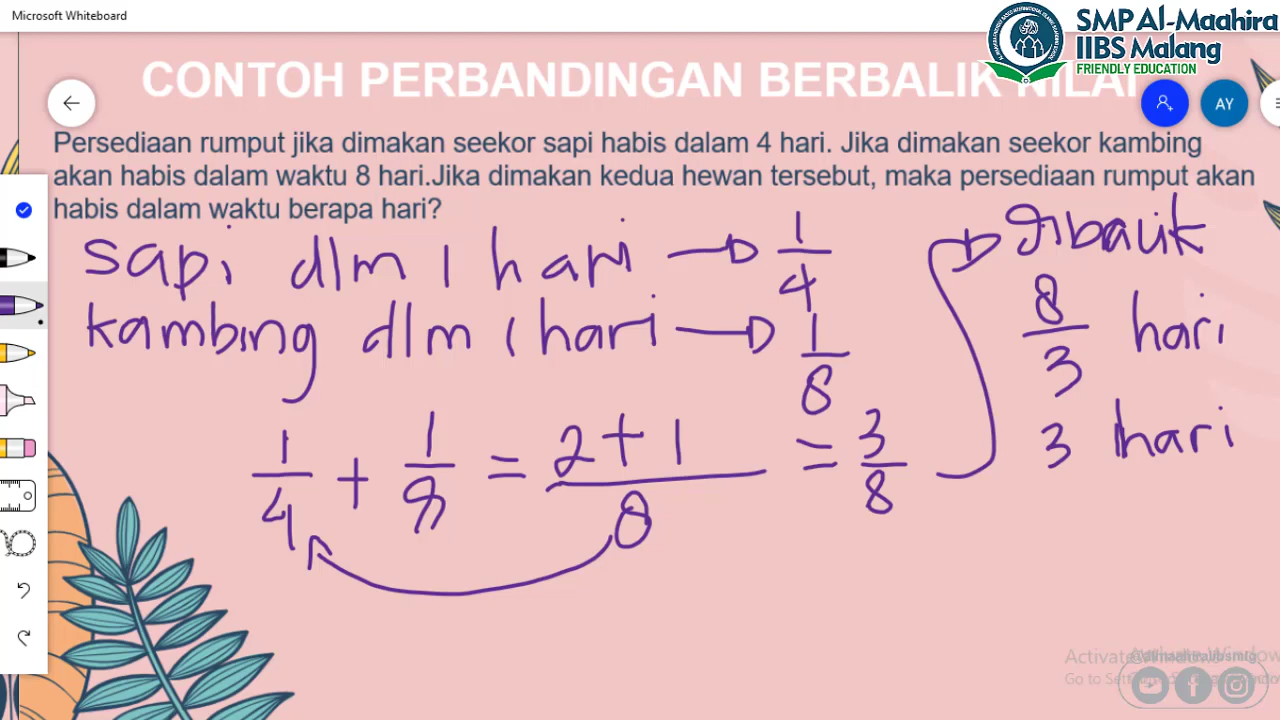 Microsoft Whiteboard
SMP Al-Maahira
IIBS Malang
FRIENDLY EDUCATION
CONTOH PERBANDINGAN BERBALIK NILAI
AY
Persediaan rumput jika dimakan seekor sapi habis dalam 4 hari. Jika dimakan seekor kambing
akan habis dalam waktu 8 hari.Jika dimakan kedua hewan tersebut, maka persediaan rumput akan
habis dalam waktu berapa hari?
sapi dlm 1 hari → 1/4
kambing dlm 1 hari → 1/8
1/4 + 1/8 = 2+1/8 = 3/8
dibalik
8/3 hari
3 hari
Activate Windows
Go to